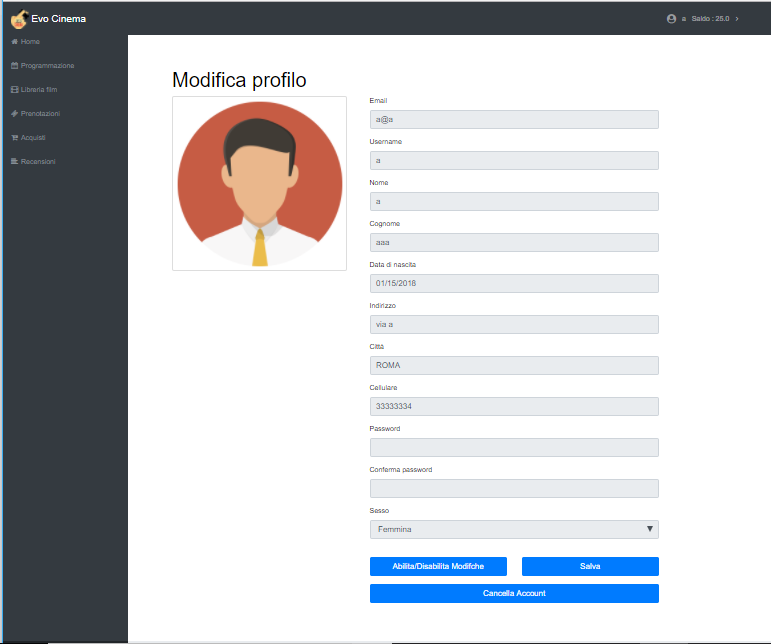 Evo Cinema
a Saldo : 25.0
Home
Programmazione
Libreria film
Prenotazioni
Acquisti
Recensioni
Modifica profilo
Email
a@a
Username
a
Nome
a
Cognome
aaa
Data di nascita
01/15/2018
Indirizzo
via a
Città
ROMA
Cellulare
33333334
Password
Conferma password
Sesso
Femmina
Abilita/Disabilita Modifche
Salva
Cancella Account